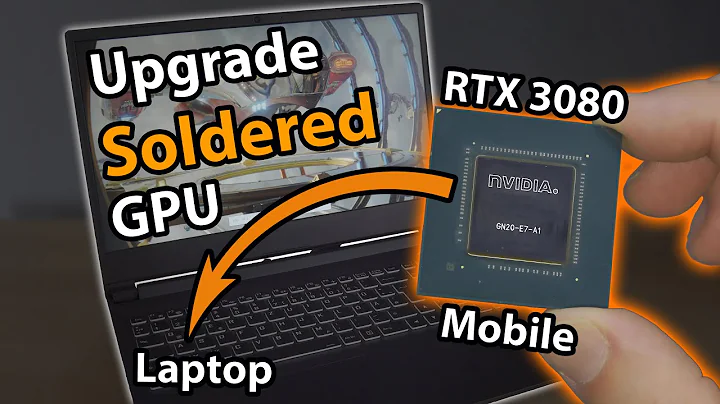 Upgrade
Soldered
GPU
RTX 3080
NVIDIA.
GN20-E7-A1
Mobile
Laptop